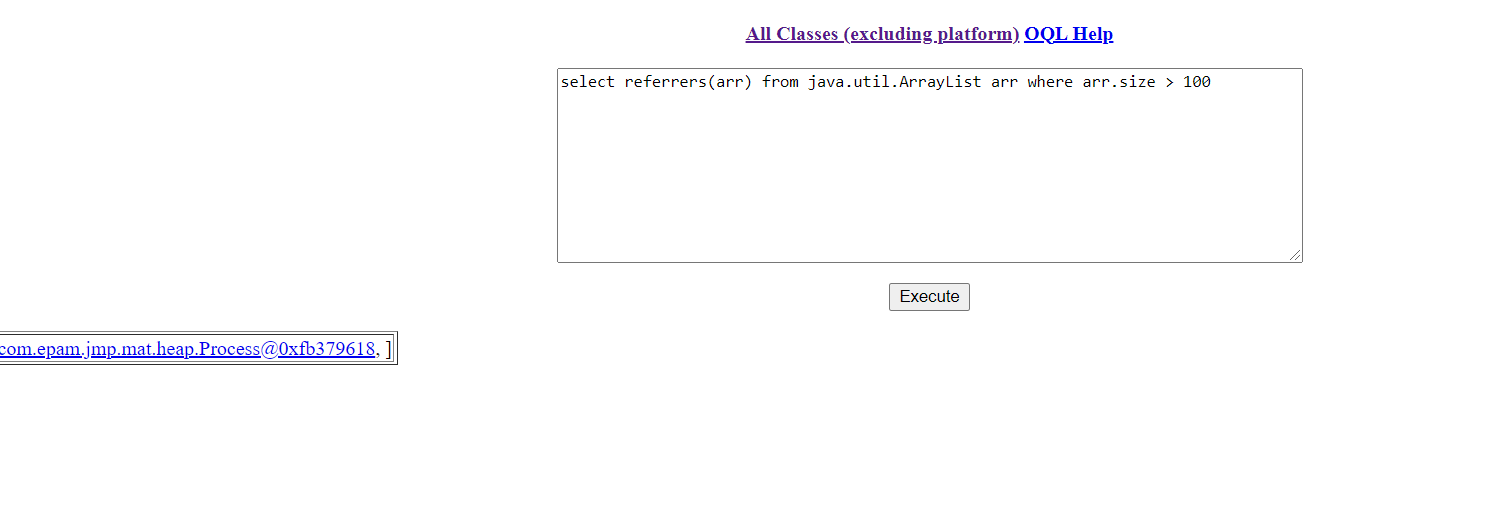 All Classes (excluding platform) OQL Help
select referrers(arr) from java.util.ArrayList arr where arr.size > 100
Execute
com.epam.jmp.mat.heap.Process@0xfb379618, ]